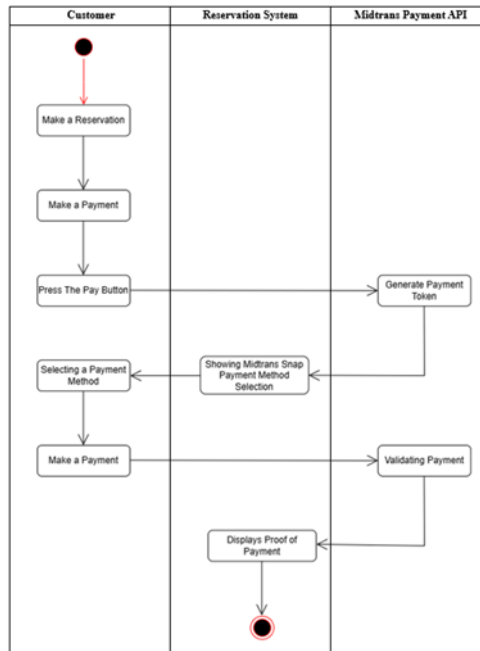 Customer
Reservation System
Midtrans Payment API
Make a Reservation
Make a Payment
Press The Pay Button
Generate Payment
Token
Selecting a Payment
Method
Showing Midtrans Snap
Payment Method
Selection
Make a Payment
Validating Payment
Displays Proof of
Payment